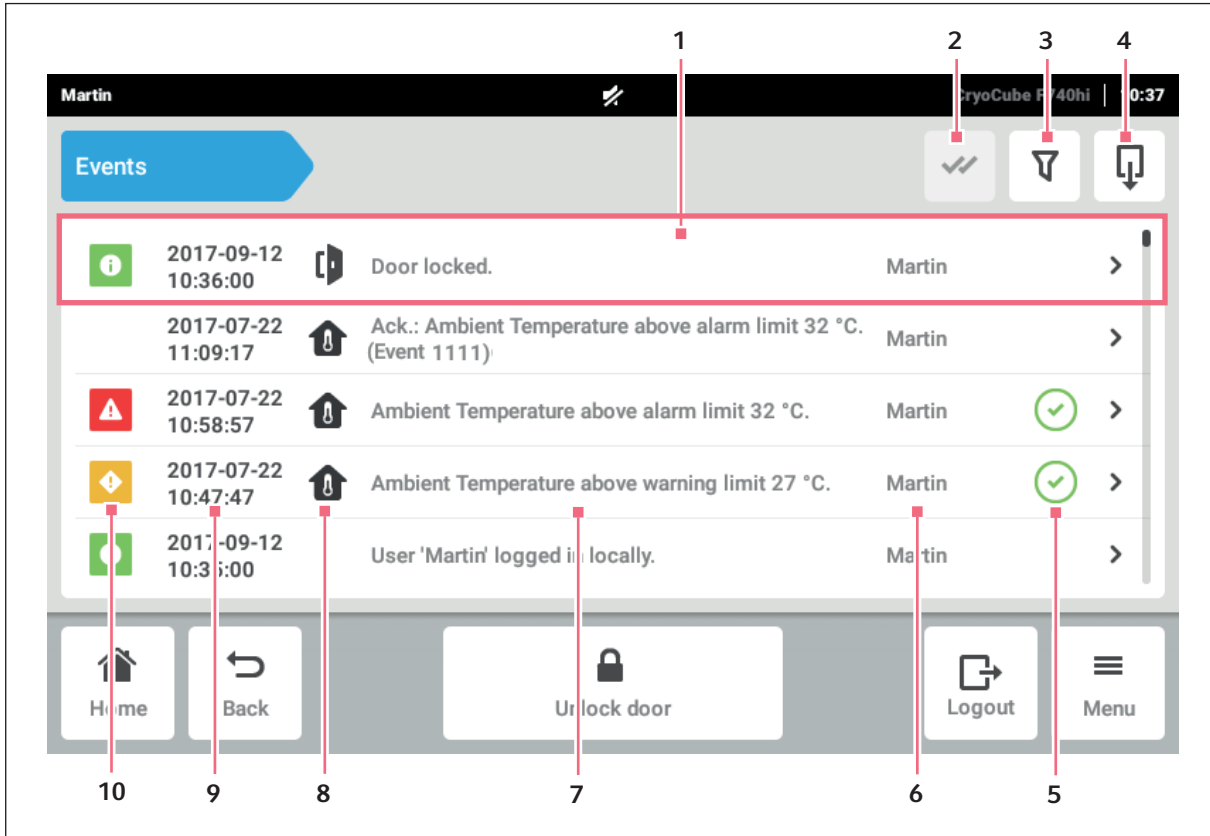 1 2 3 4
Martin CryoCube F740hi | 10:37
Events
2017-09-12
10:36:00
Door locked. Martin
2017-07-22
11:09:17
Ack.: Ambient Temperature above alarm limit 32 °C.
(Event 1111)
Martin
2017-07-22
10:58:57
Ambient Temperature above alarm limit 32 °C. Martin
2017-07-22
10:47:47
Ambient Temperature above warning limit 27 °C. Martin
2017-09-12
10:35:00
User 'Martin' logged in locally. Martin
Home Back Unlock door Logout Menu
10 9 8 7 6 5